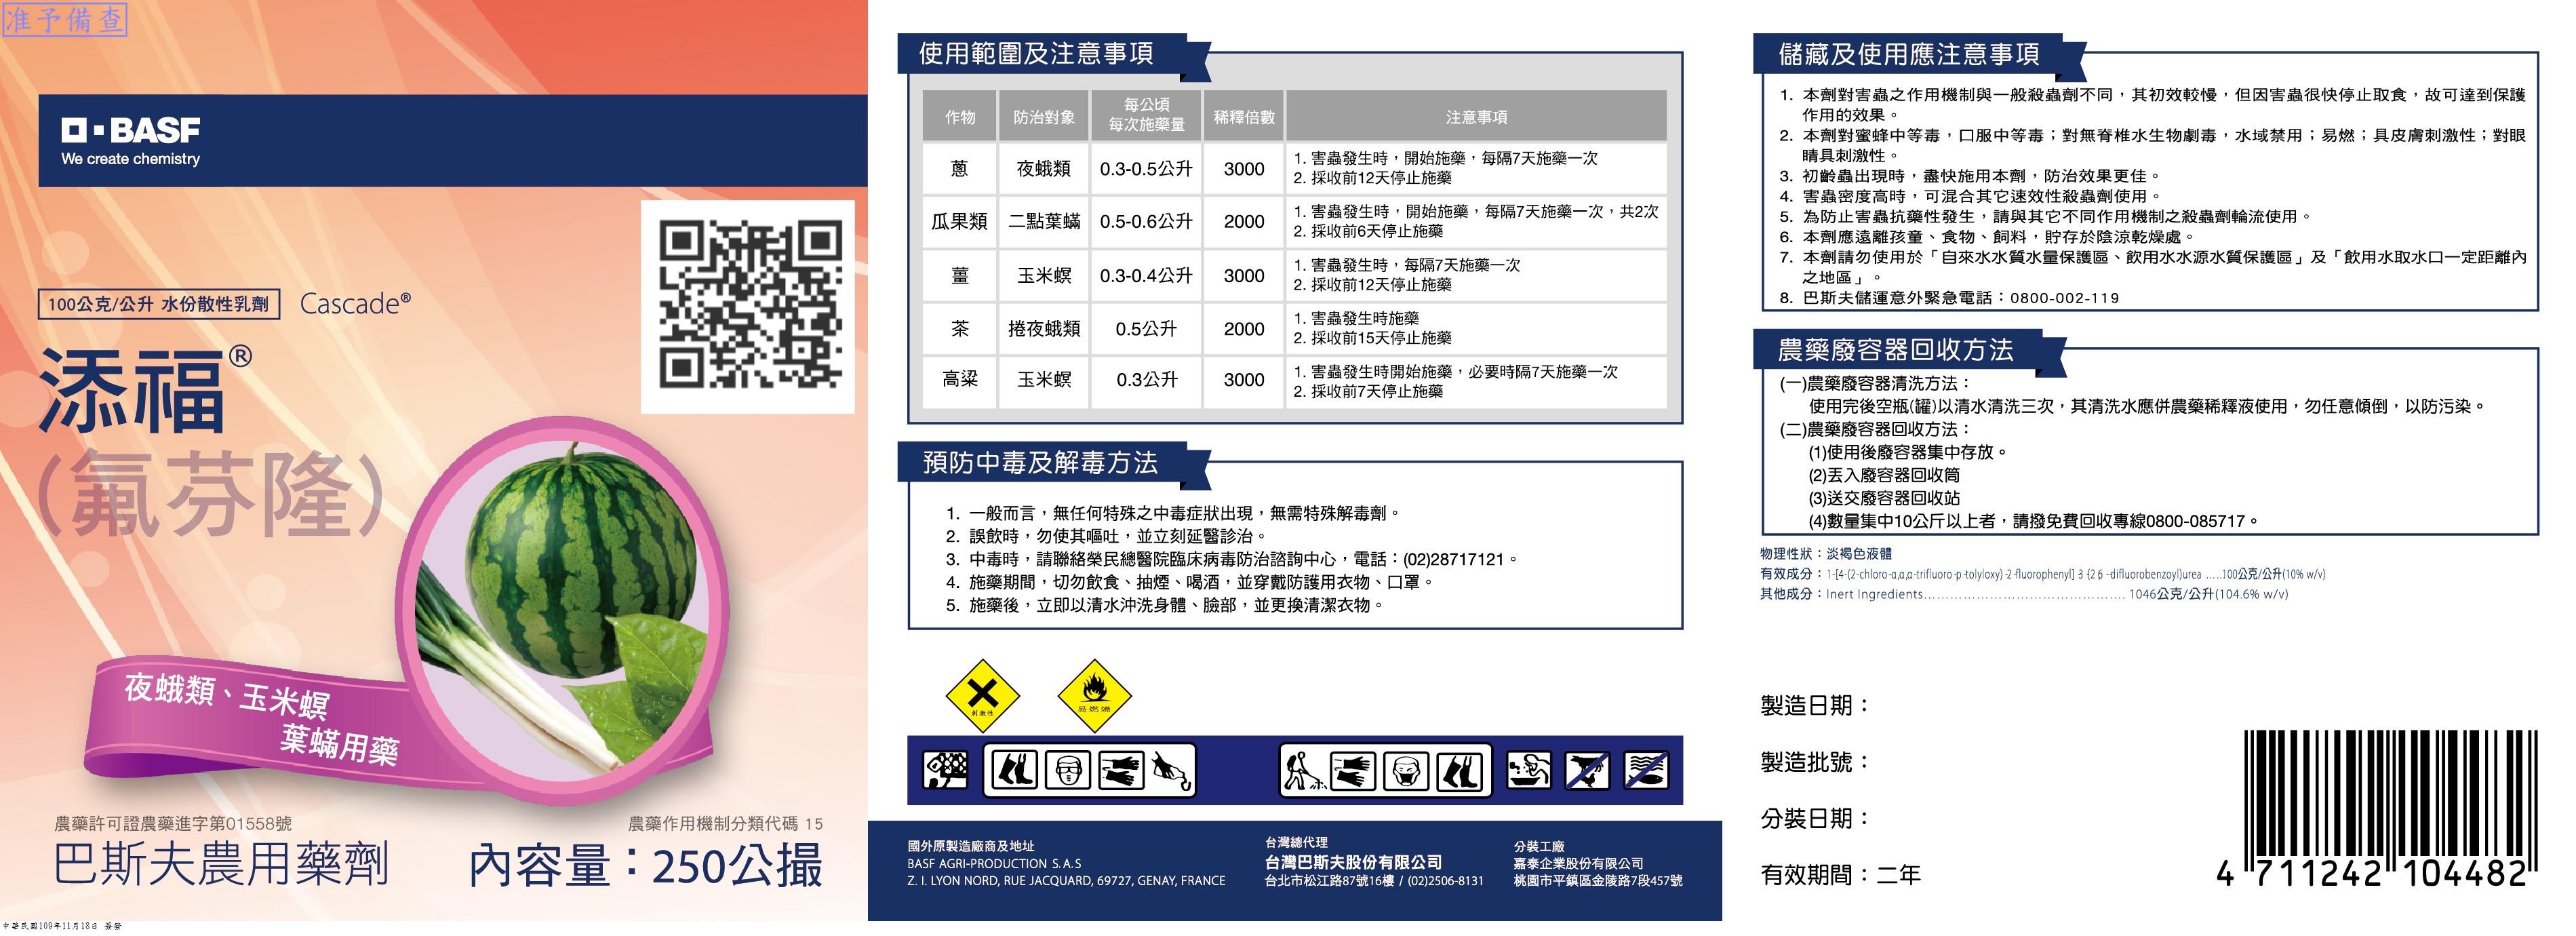 准予備查
BASF
We create chemistry
100公克/公升 水份散性乳劑
Cascade®
添福®
(氟芬隆)
夜蛾類、玉米螟
葉蟎用藥
農藥許可證農藥進字第01558號
農藥作用機制分類代碼 15
巴斯夫農用藥劑
內容量：250公撮
中華民國109年11月18日 簽發
使用範圍及注意事項
作物 防治對象 每公頃每次施藥量 稀釋倍數 注意事項
蔥 夜蛾類 0.3-0.5公升 3000
1. 害蟲發生時，開始施藥，每隔7天施藥一次
2. 採收前12天停止施藥
瓜果類 二點葉蟎 0.5-0.6公升 2000
1. 害蟲發生時，開始施藥，每隔7天施藥一次，共2次
2. 採收前6天停止施藥
薑 玉米螟 0.3-0.4公升 3000
1. 害蟲發生時，每隔7天施藥一次
2. 採收前12天停止施藥
茶 捲夜蛾類 0.5公升 2000
1. 害蟲發生時施藥
2. 採收前15天停止施藥
高粱 玉米螟 0.3公升 3000
1. 害蟲發生時開始施藥，必要時隔7天施藥一次
2. 採收前7天停止施藥
預防中毒及解毒方法
1. 一般而言，無任何特殊之中毒症狀出現，無需特殊解毒劑。
2. 誤飲時，勿使其嘔吐，並立刻延醫診治。
3. 中毒時，請聯絡榮民總醫院臨床病毒防治諮詢中心，電話：(02)28717121。
4. 施藥期間，切勿飲食、抽煙、喝酒，並穿戴防護用衣物、口罩。
5. 施藥後，立即以清水沖洗身體、臉部，並更換清潔衣物。
刺激性
易燃燒
國外原製造廠商及地址
BASF AGRI-PRODUCTION S.A.S
Z. I. LYON NORD, RUE JACQUARD, 69727, GENAY, FRANCE
台灣總代理
台灣巴斯夫股份有限公司
台北市松江路87號16樓 / (02)2506-8131
分裝工廠
嘉泰企業股份有限公司
桃園市平鎮區金陵路7段457號
儲藏及使用應注意事項
1. 本劑對害蟲之作用機制與一般殺蟲劑不同，其初效較慢，但因害蟲很快停止取食，故可達到保護
作用的效果。
2. 本劑對蜜蜂中等毒，口服中等毒；對無脊椎水生物劇毒，水域禁用；易燃；具皮膚刺激性；對眼
睛具刺激性。
3. 初齡蟲出現時，盡快施用本劑，防治效果更佳。
4. 害蟲密度高時，可混合其它速效性殺蟲劑使用。
5. 為防止害蟲抗藥性發生，請與其它不同作用機制之殺蟲劑輪流使用。
6. 本劑應遠離孩童、食物、飼料，貯存於陰涼乾燥處。
7. 本劑請勿使用於「自來水水質水量保護區、飲用水水源水質保護區」及「飲用水取水口一定距離內
之地區」。
8. 巴斯夫儲運意外緊急電話：0800-002-119
農藥廢容器回收方法
(一)農藥廢容器清洗方法：
使用完後空瓶(罐)以清水清洗三次，其清洗水應併農藥稀釋液使用，勿任意傾倒，以防污染。
(二)農藥廢容器回收方法：
(1)使用後廢容器集中存放。
(2)丟入廢容器回收筒
(3)送交廢容器回收站
(4)數量集中10公斤以上者，請撥免費回收專線0800-085717。
物理性狀：淡褐色液體
有效成分：1-[4-(2-chloro-α,α,α-trifluoro-p-tolyloxy)-2-fluorophenyl]-3-(2 6 -difluorobenzoyl)urea .....100公克/公升(10% w/v)
其他成分：Inert Ingredients.......................................... 1046公克/公升(104.6% w/v)
製造日期：
製造批號：
分裝日期：
有效期間：二年
4 711242 104482